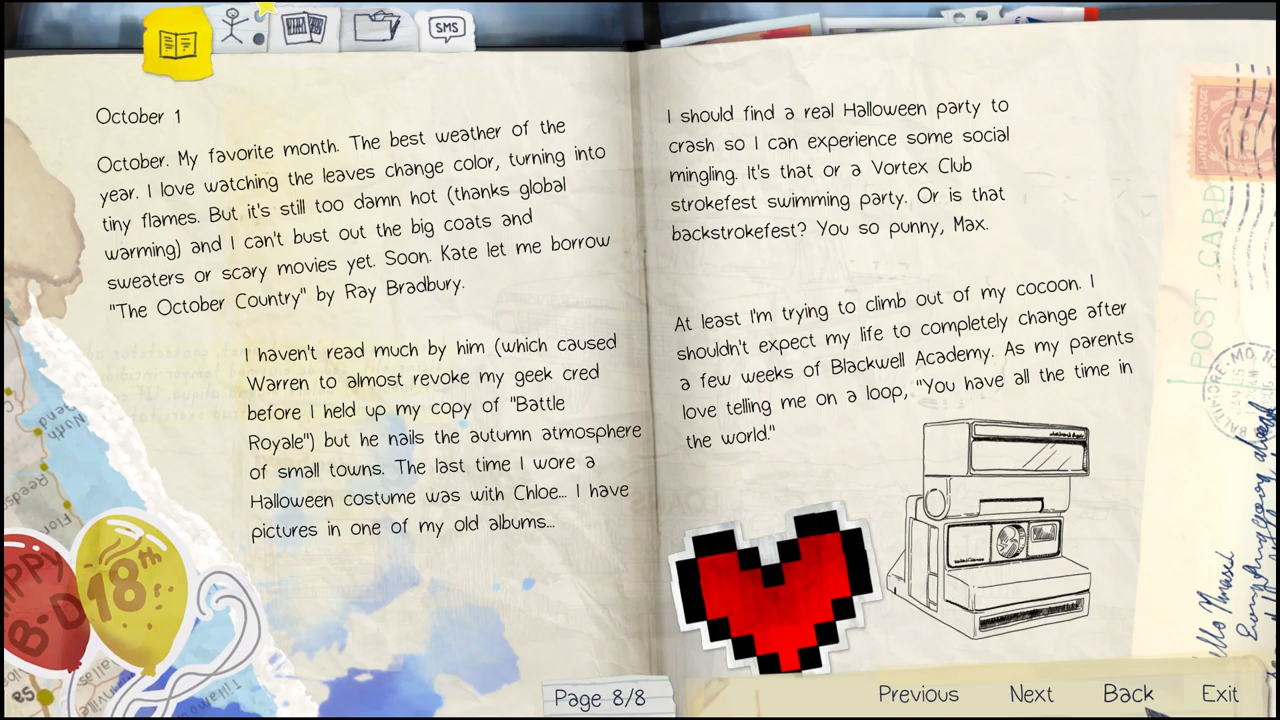 SMS
October 1
October. My favorite month. The best weather of the
year. I love watching the leaves change color, turning into
tiny flames. But it's still too damn hot (thanks global
warming) and I can't bust out the big coats and
sweaters or scary movies yet. Soon. Kate let me borrow
"The October Country" by Ray Bradbury.
I haven't read much by him (which caused
Warren to almost revoke my geek cred
before I held up my copy of "Battle
Royale") but he nails the autumn atmosphere
of small towns. The last time I wore a
Halloween costume was with Chloe... I have
pictures in one of my old albums...
I should find a real Halloween party to
crash so I can experience some social
mingling. It's that or a Vortex Club
strokefest swimming party. Or is that
backstrokefest? You so punny, Max.
At least I'm trying to climb out of my cocoon. I
shouldn't expect my life to completely change after
a few weeks of Blackwell Academy. As my parents
love telling me on a loop, "You have all the time in
the world."
18th
POST CARD
Page 8/8
Previous
Next
Back
Exit